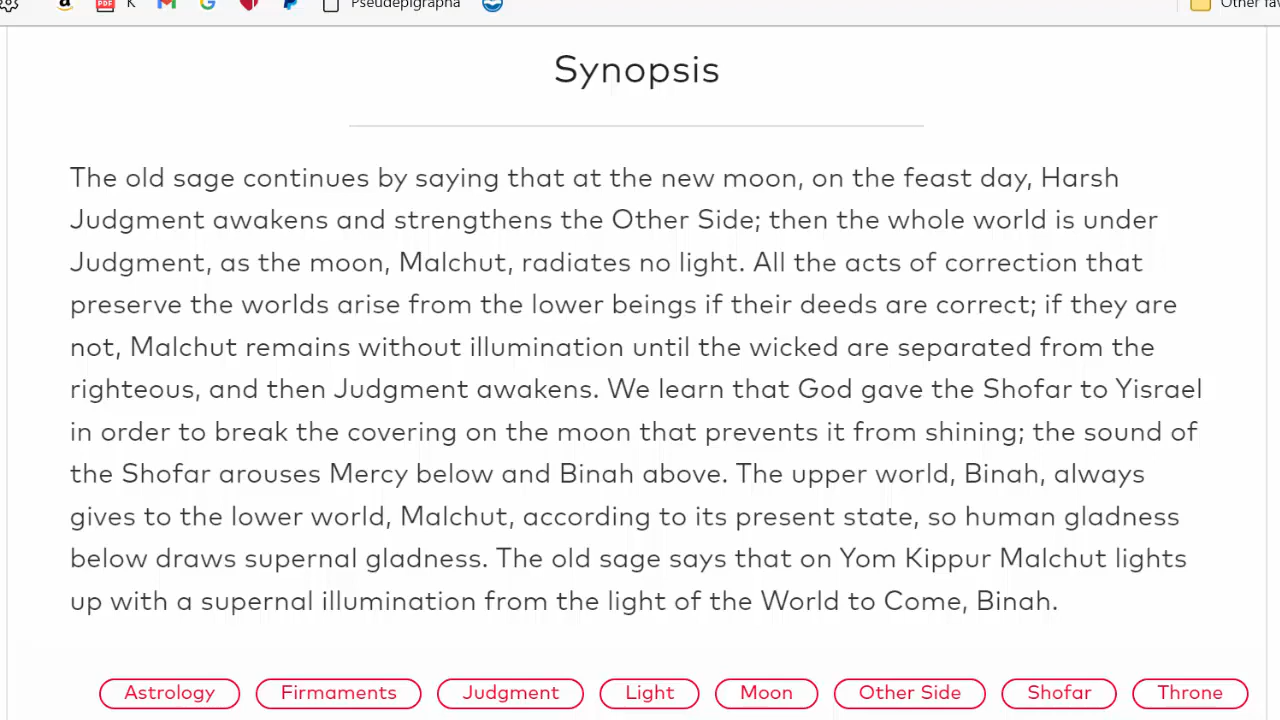 PDF K Pseudepigrapha Other fav
Synopsis
The old sage continues by saying that at the new moon, on the feast day, Harsh
Judgment awakens and strengthens the Other Side; then the whole world is under
Judgment, as the moon, Malchut, radiates no light. All the acts of correction that
preserve the worlds arise from the lower beings if their deeds are correct; if they are
not, Malchut remains without illumination until the wicked are separated from the
righteous, and then Judgment awakens. We learn that God gave the Shofar to Yisrael
in order to break the covering on the moon that prevents it from shining; the sound of
the Shofar arouses Mercy below and Binah above. The upper world, Binah, always
gives to the lower world, Malchut, according to its present state, so human gladness
below draws supernal gladness. The old sage says that on Yom Kippur Malchut lights
up with a supernal illumination from the light of the World to Come, Binah.
Astrology Firmaments Judgment Light Moon Other Side Shofar Throne